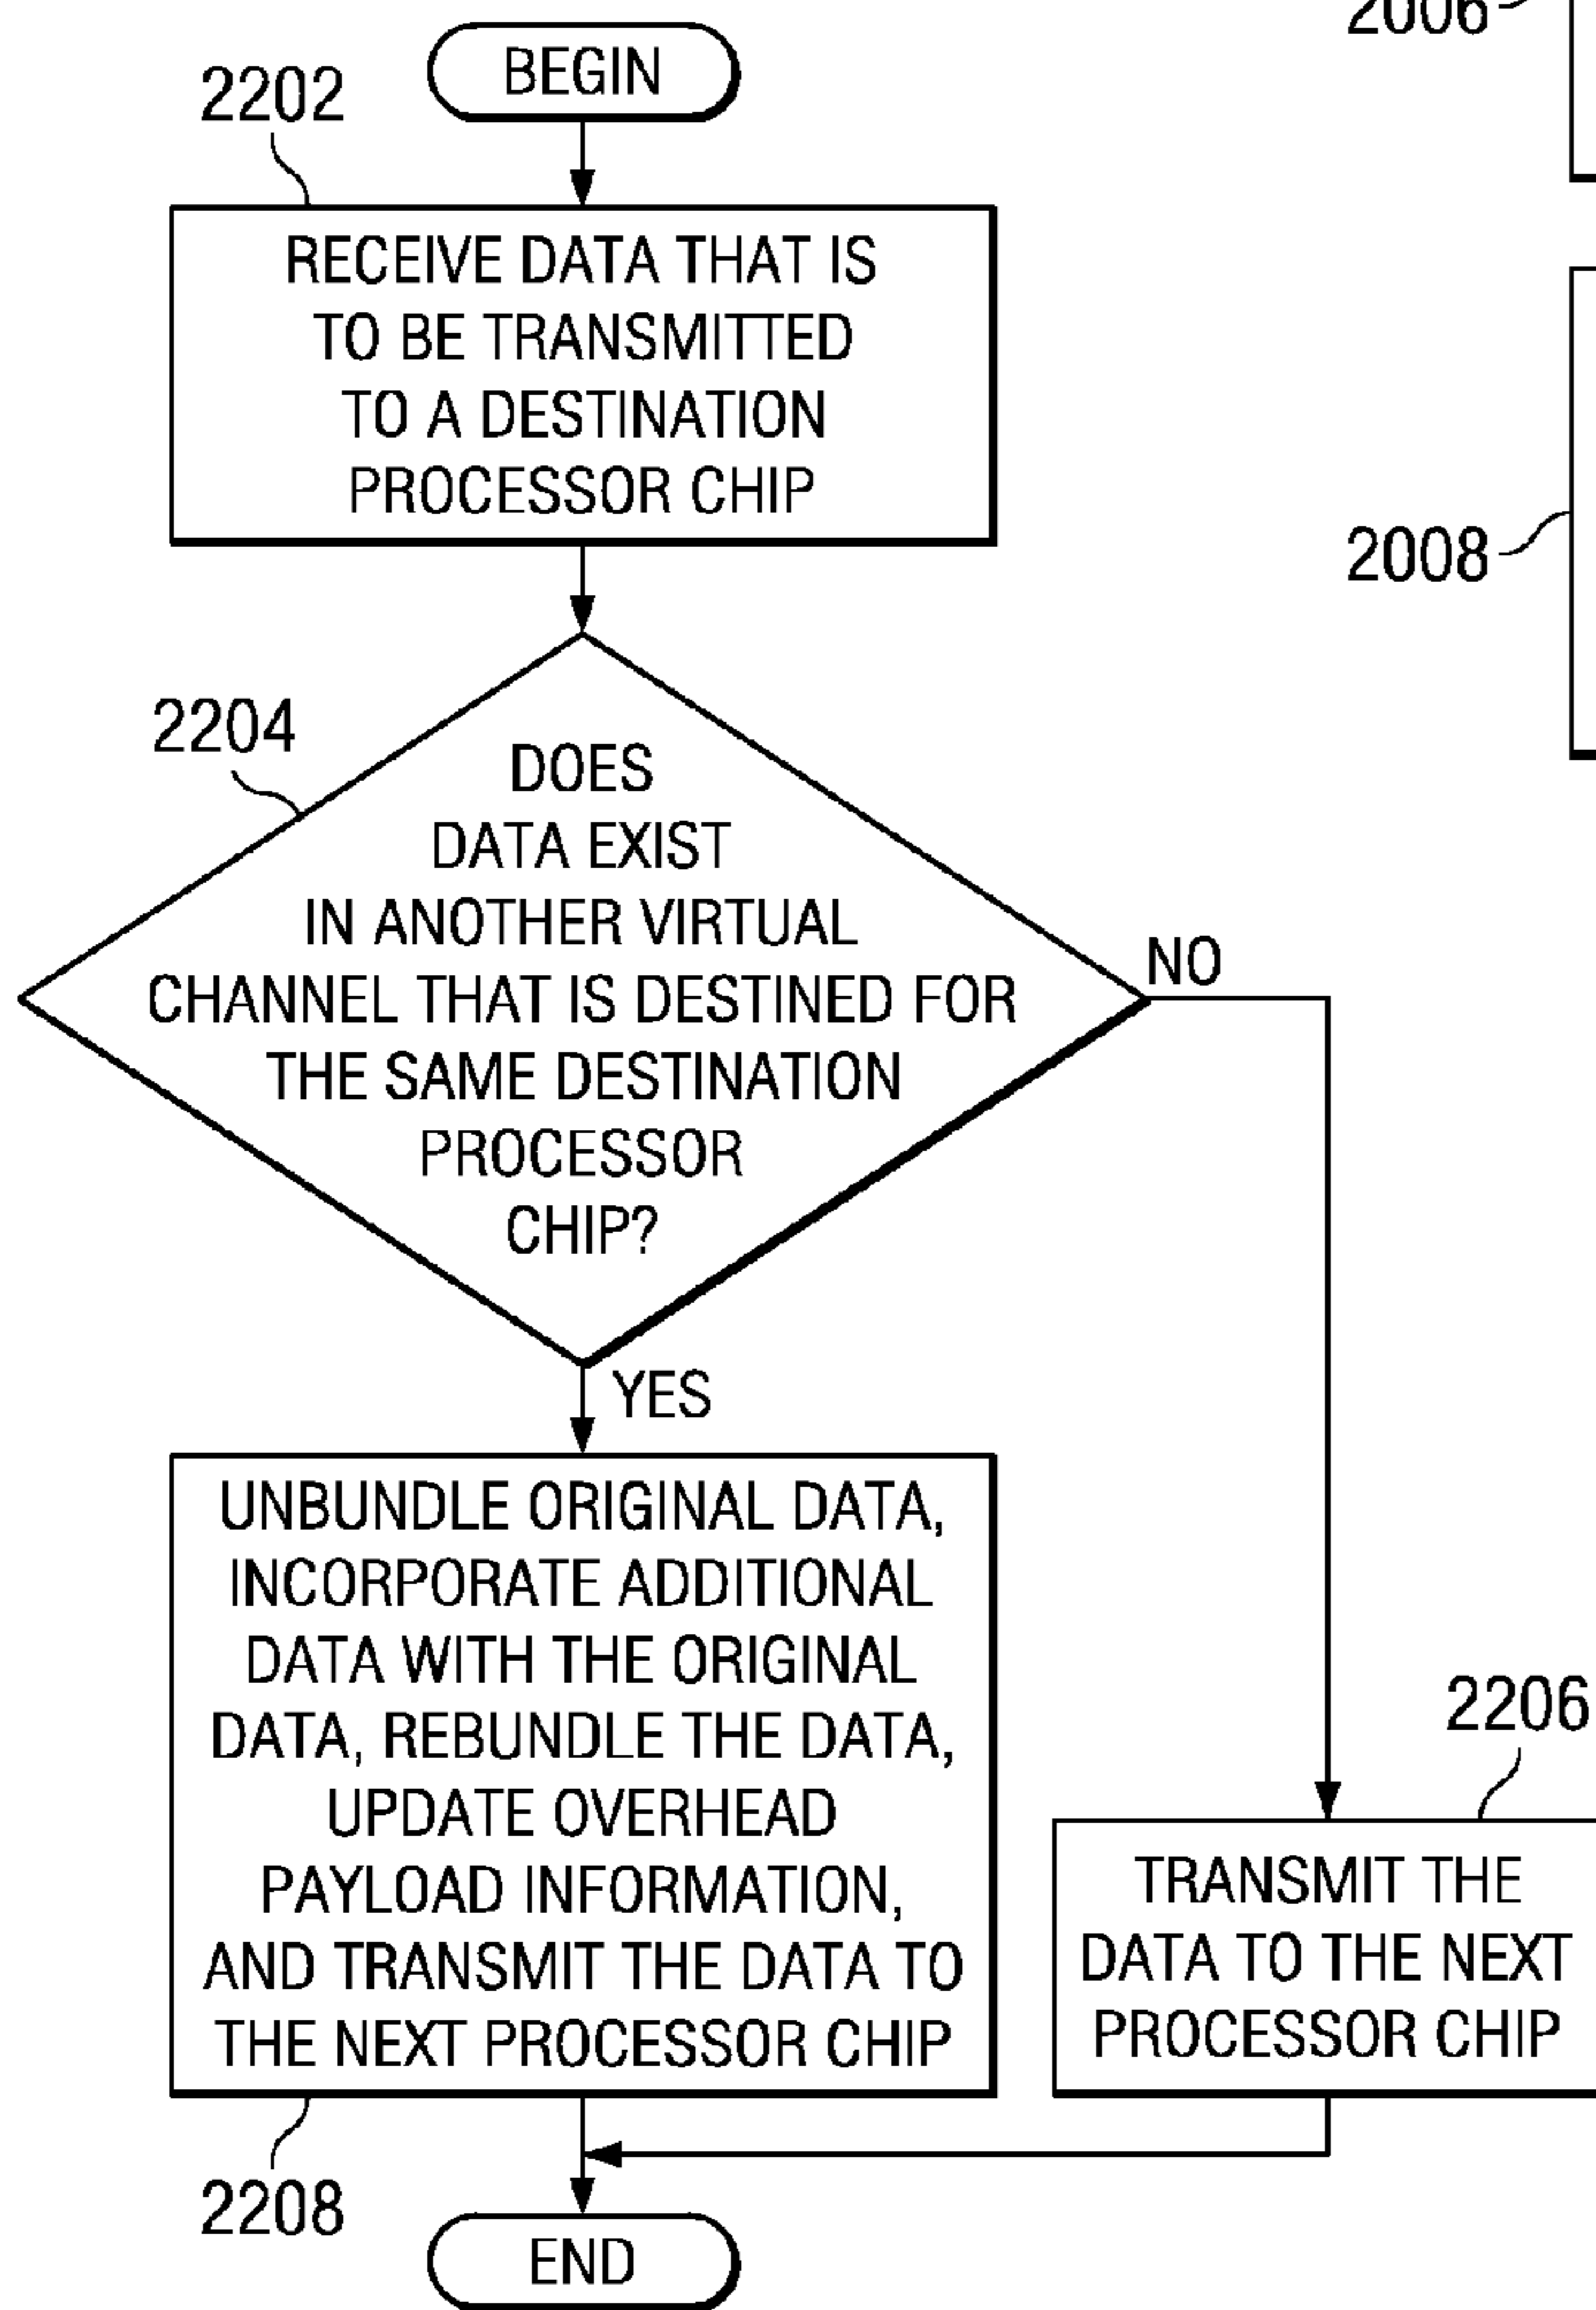 BEGIN
2202
RECEIVE DATA THAT IS
TO BE TRANSMITTED
TO A DESTINATION
PROCESSOR CHIP
2204
DOES
DATA EXIST
IN ANOTHER VIRTUAL
CHANNEL THAT IS DESTINED FOR
THE SAME DESTINATION
PROCESSOR
CHIP?
NO
YES
UNBUNDLE ORIGINAL DATA,
INCORPORATE ADDITIONAL
DATA WITH THE ORIGINAL
DATA, REBUNDLE THE DATA,
UPDATE OVERHEAD
PAYLOAD INFORMATION,
AND TRANSMIT THE DATA TO
THE NEXT PROCESSOR CHIP
2208
2206
TRANSMIT THE
DATA TO THE NEXT
PROCESSOR CHIP
END
2006
2008